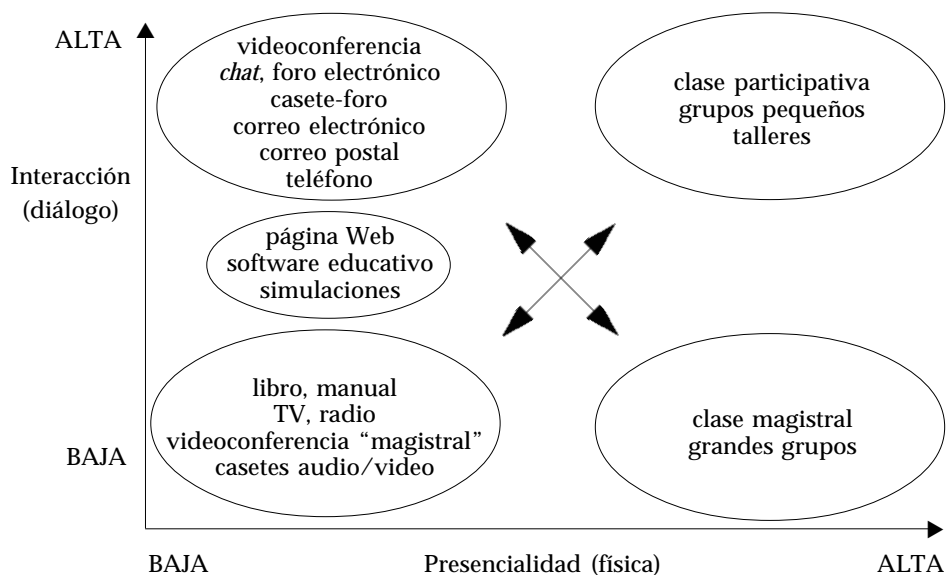 ALTA
videoconferencia
chat, foro electrónico
casete-foro
correo electrónico
correo postal
teléfono
clase participativa
grupos pequeños
talleres
Interacción
(diálogo)
página Web
software educativo
simulaciones
libro, manual
TV, radio
videoconferencia “magistral”
casetes audio/video
clase magistral
grandes grupos
BAJA
BAJA
Presencialidad (física)
ALTA